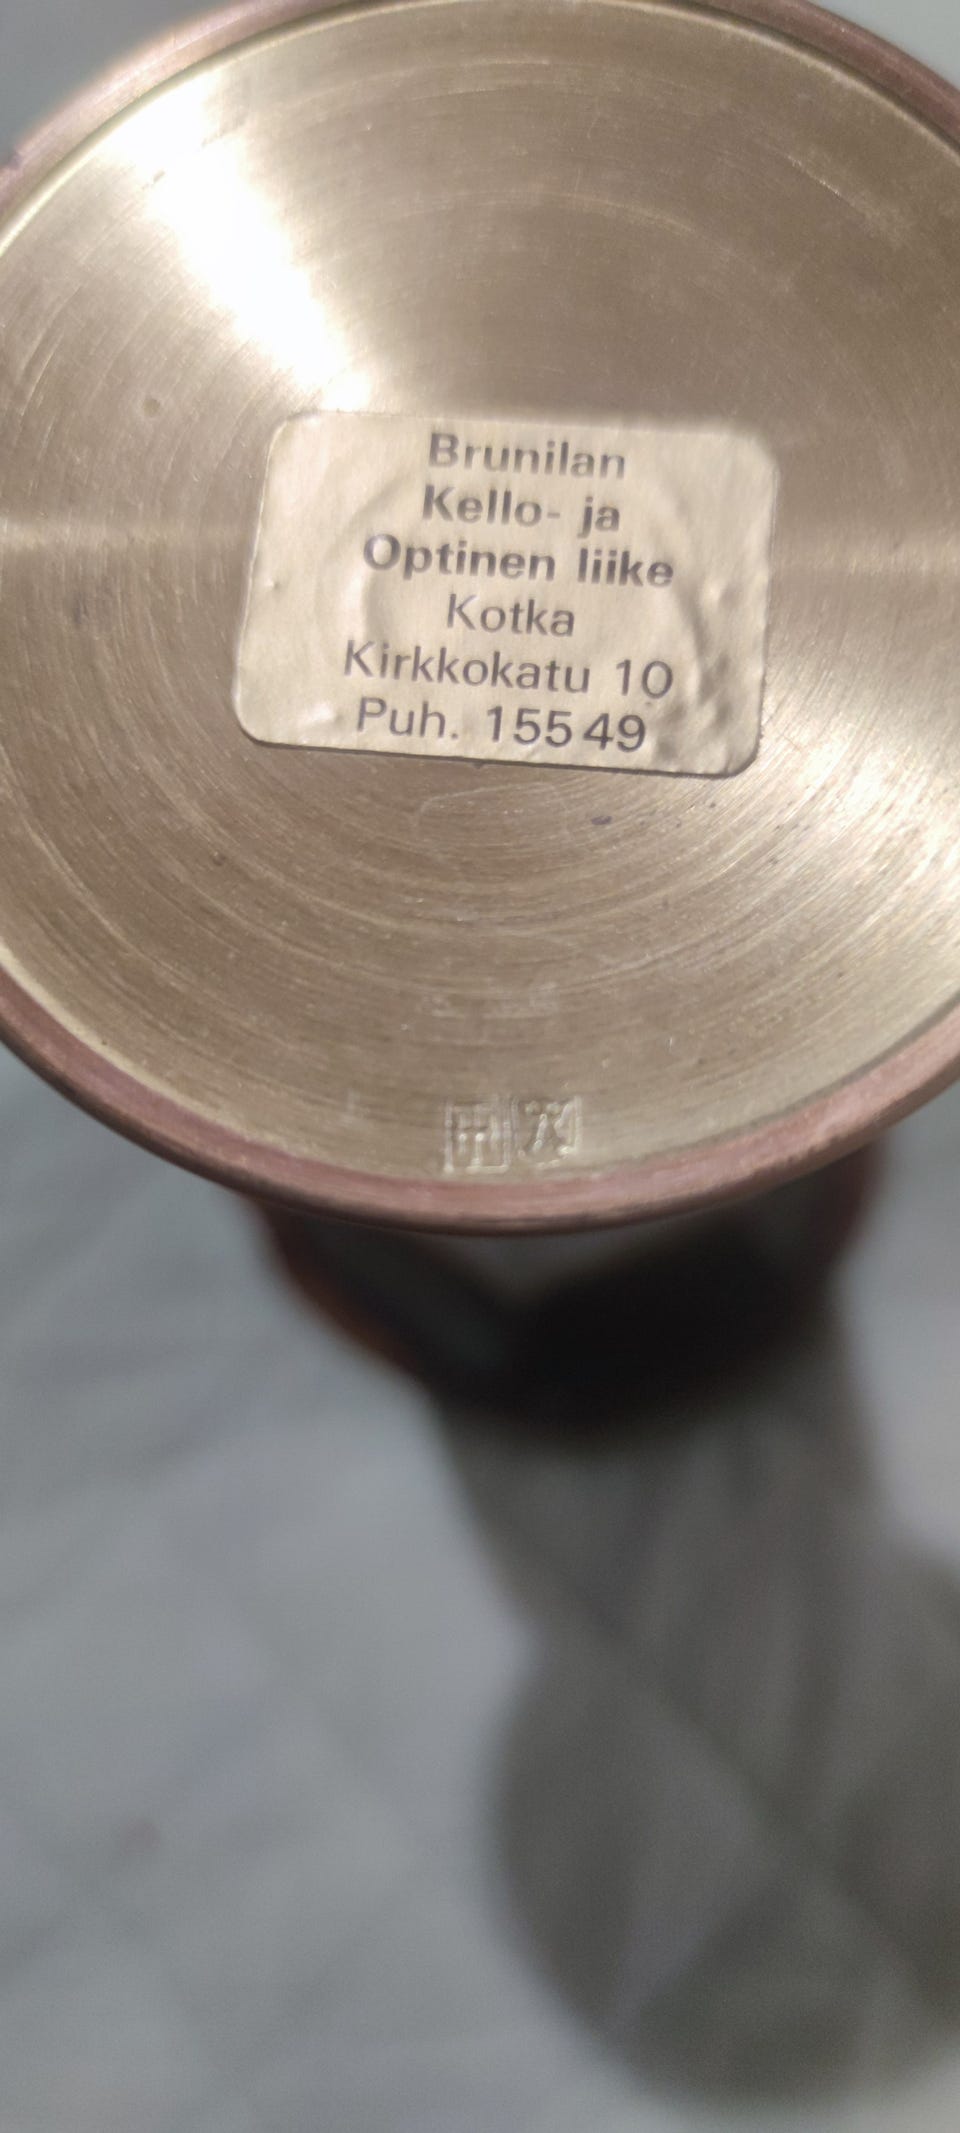 Brunilan
Kello- ja
Optinen liike
Kotka
Kirkkokatu 10
Puh. 155 49